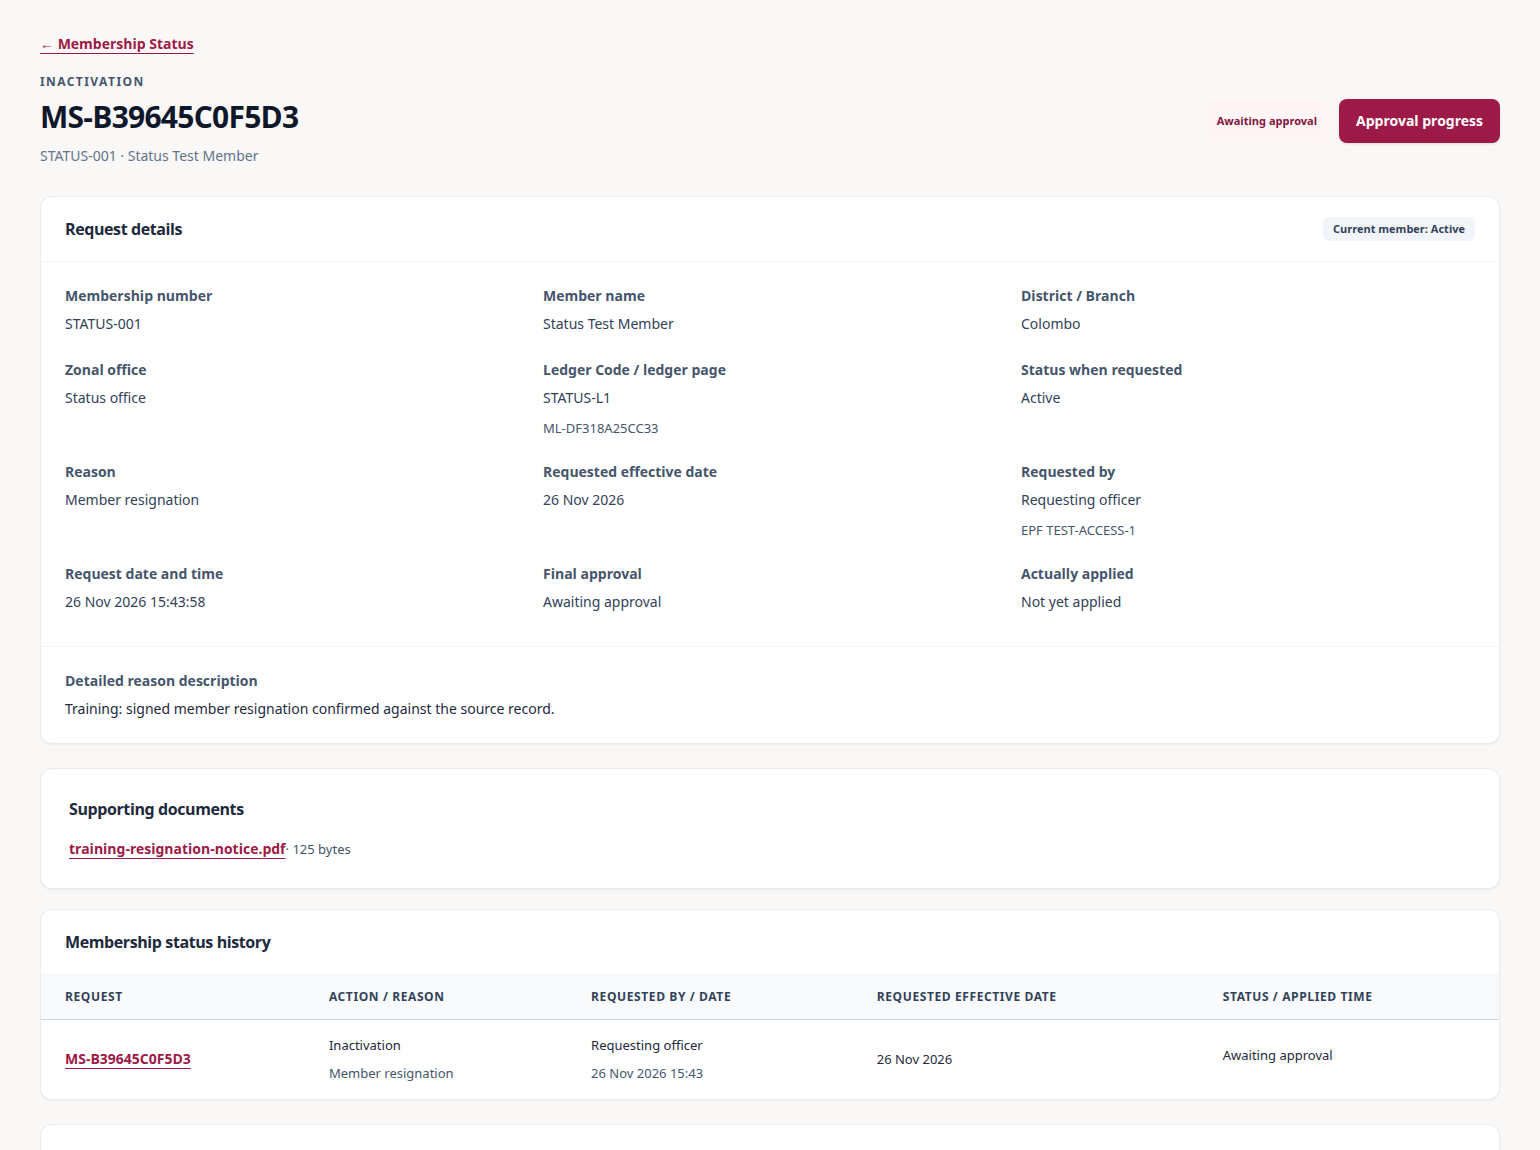 ← Membership Status
INACTIVATION
MS-B39645C0F5D3
Awaiting approval
Approval progress
STATUS-001 · Status Test Member
Request details
Current member: Active
Membership number
Member name
District / Branch
STATUS-001
Status Test Member
Colombo
Zonal office
Ledger Code / ledger page
Status when requested
Status office
STATUS-L1
Active
ML-DF318A25CC33
Reason
Requested effective date
Requested by
Member resignation
26 Nov 2026
Requesting officer
EPF TEST-ACCESS-1
Request date and time
Final approval
Actually applied
26 Nov 2026 15:43:58
Awaiting approval
Not yet applied
Detailed reason description
Training: signed member resignation confirmed against the source record.
Supporting documents
training-resignation-notice.pdf · 125 bytes
Membership status history
REQUEST
ACTION / REASON
REQUESTED BY / DATE
REQUESTED EFFECTIVE DATE
STATUS / APPLIED TIME
MS-B39645C0F5D3
Inactivation
Member resignation
Requesting officer
26 Nov 2026 15:43
26 Nov 2026
Awaiting approval